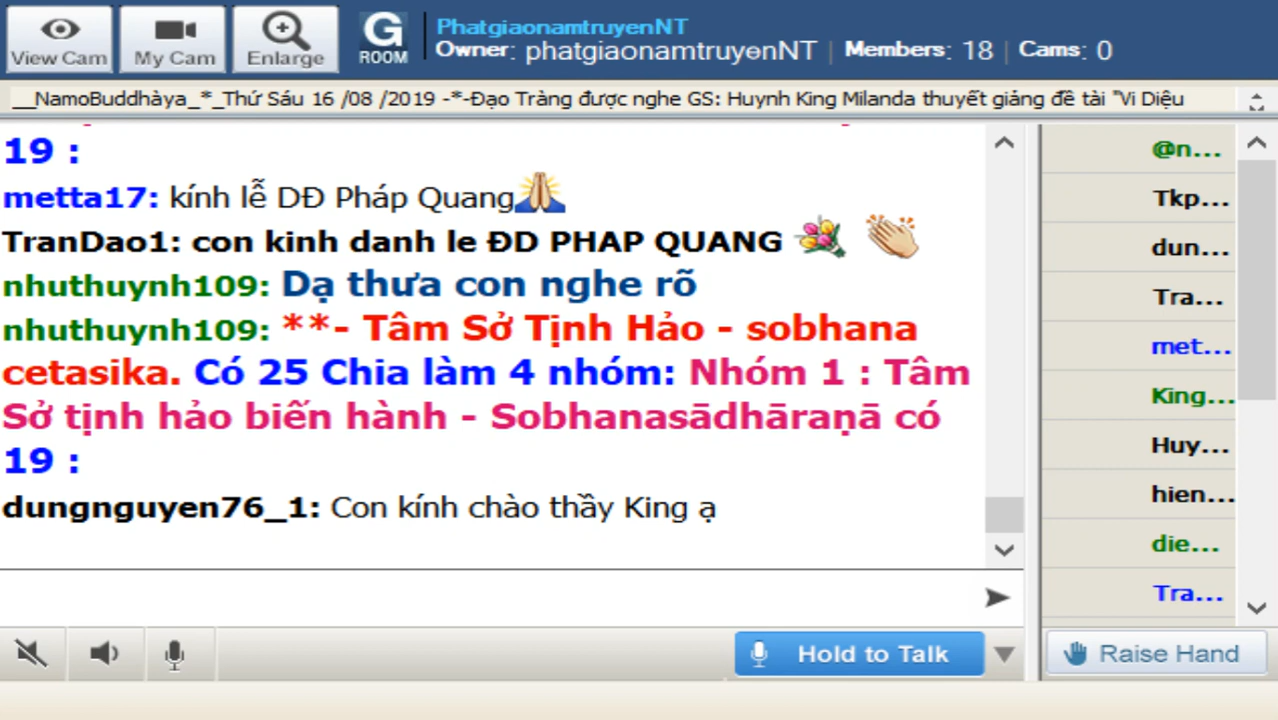 View Cam
My Cam
Enlarge
G
ROOM
PhatgiaonamtruyenNT
Owner: phatgiaonamtruyenNT | Members: 18 | Cams: 0
__NamoBuddhàya_*_Thứ Sáu 16 /08 /2019 -*-Đạo Tràng được nghe GS: Huynh King Milanda thuyết giảng đề tài "Vi Diệu
19 :
metta17: kính lễ DĐ Pháp Quang
TranDao1: con kinh danh le ĐD PHAP QUANG
nhuthuynh109: Dạ thưa con nghe rõ
nhuthuynh109: **- Tâm Sở Tịnh Hảo - sobhana
cetasika. Có 25 Chia làm 4 nhóm: Nhóm 1 : Tâm
Sở tịnh hảo biến hành - Sobhanasādhāraṇā có
19 :
dungnguyen76_1: Con kính chào thầy King ạ
@n...
Tkp...
dun...
Tra...
met...
King...
Huy...
hien...
die...
Tra...
Hold to Talk
Raise Hand